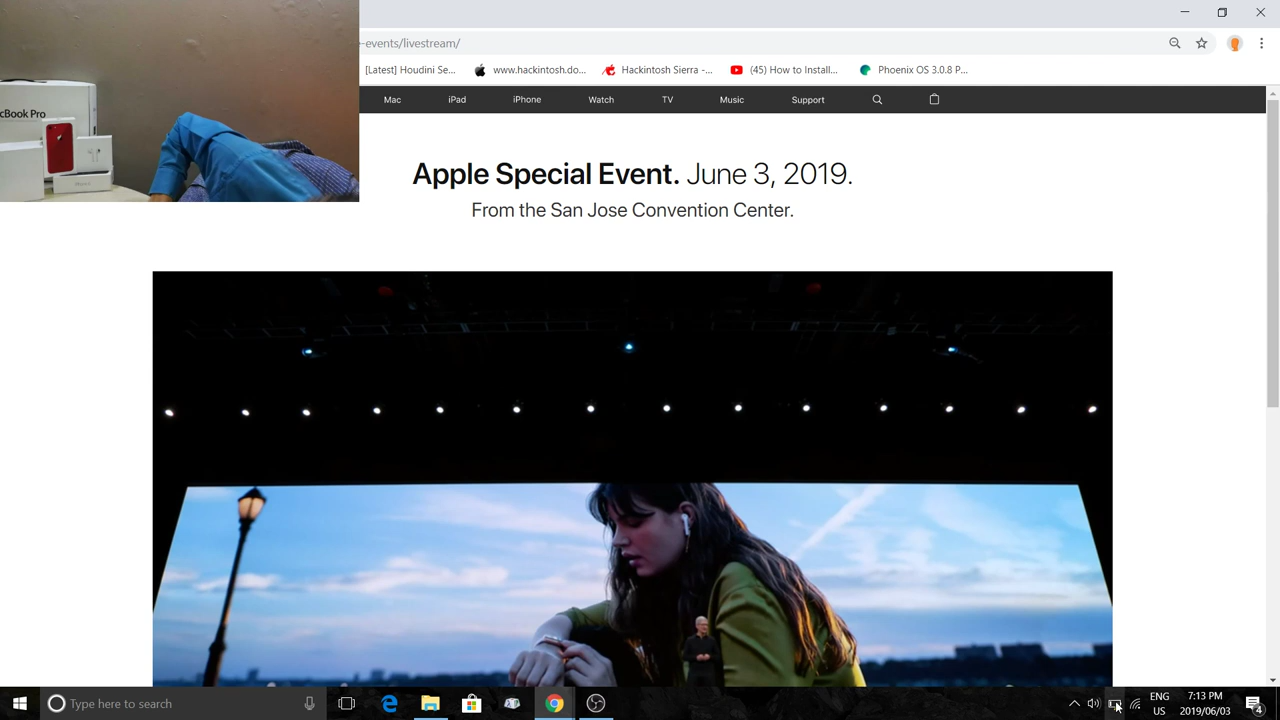 -events/livestream/
[Latest] Houdini Se...
www.hackintosh.do...
Hackintosh Sierra -...
(45) How to Install...
Phoenix OS 3.0.8 P...
cBook Pro
Mac
iPad
iPhone
Watch
TV
Music
Support
Apple Special Event. June 3, 2019.
From the San Jose Convention Center.
Type here to search
ENG
US
7:13 PM
2019/06/03
4